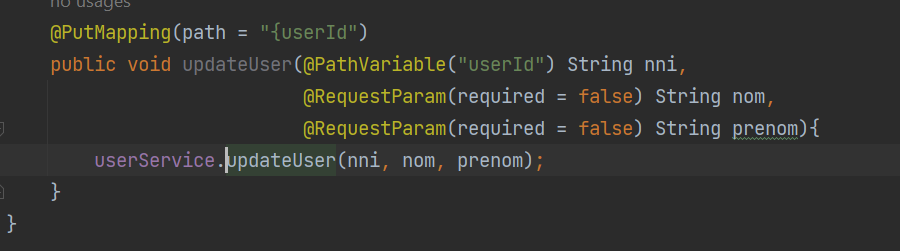 no usages
@PutMapping(path = "{userId")
public void updateUser(@PathVariable("userId") String nni,
@RequestParam(required = false) String nom,
@RequestParam(required = false) String prenom){
userService.updateUser(nni, nom, prenom);
}
}